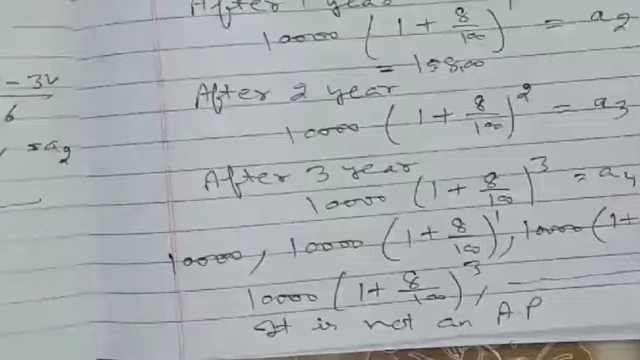 After 1 year
10000 (1 + 8/100)^1 = a2
= 10800
-3v/6
After 2 year
10000 (1 + 8/100)^2 = a3
, = a2
After 3 year
10000 (1 + 8/100)^3 = a4
10000, 10000 (1 + 8/100)^1, 10000 (1+
10000 (1 + 8/100)^3, ———
It is not an A P